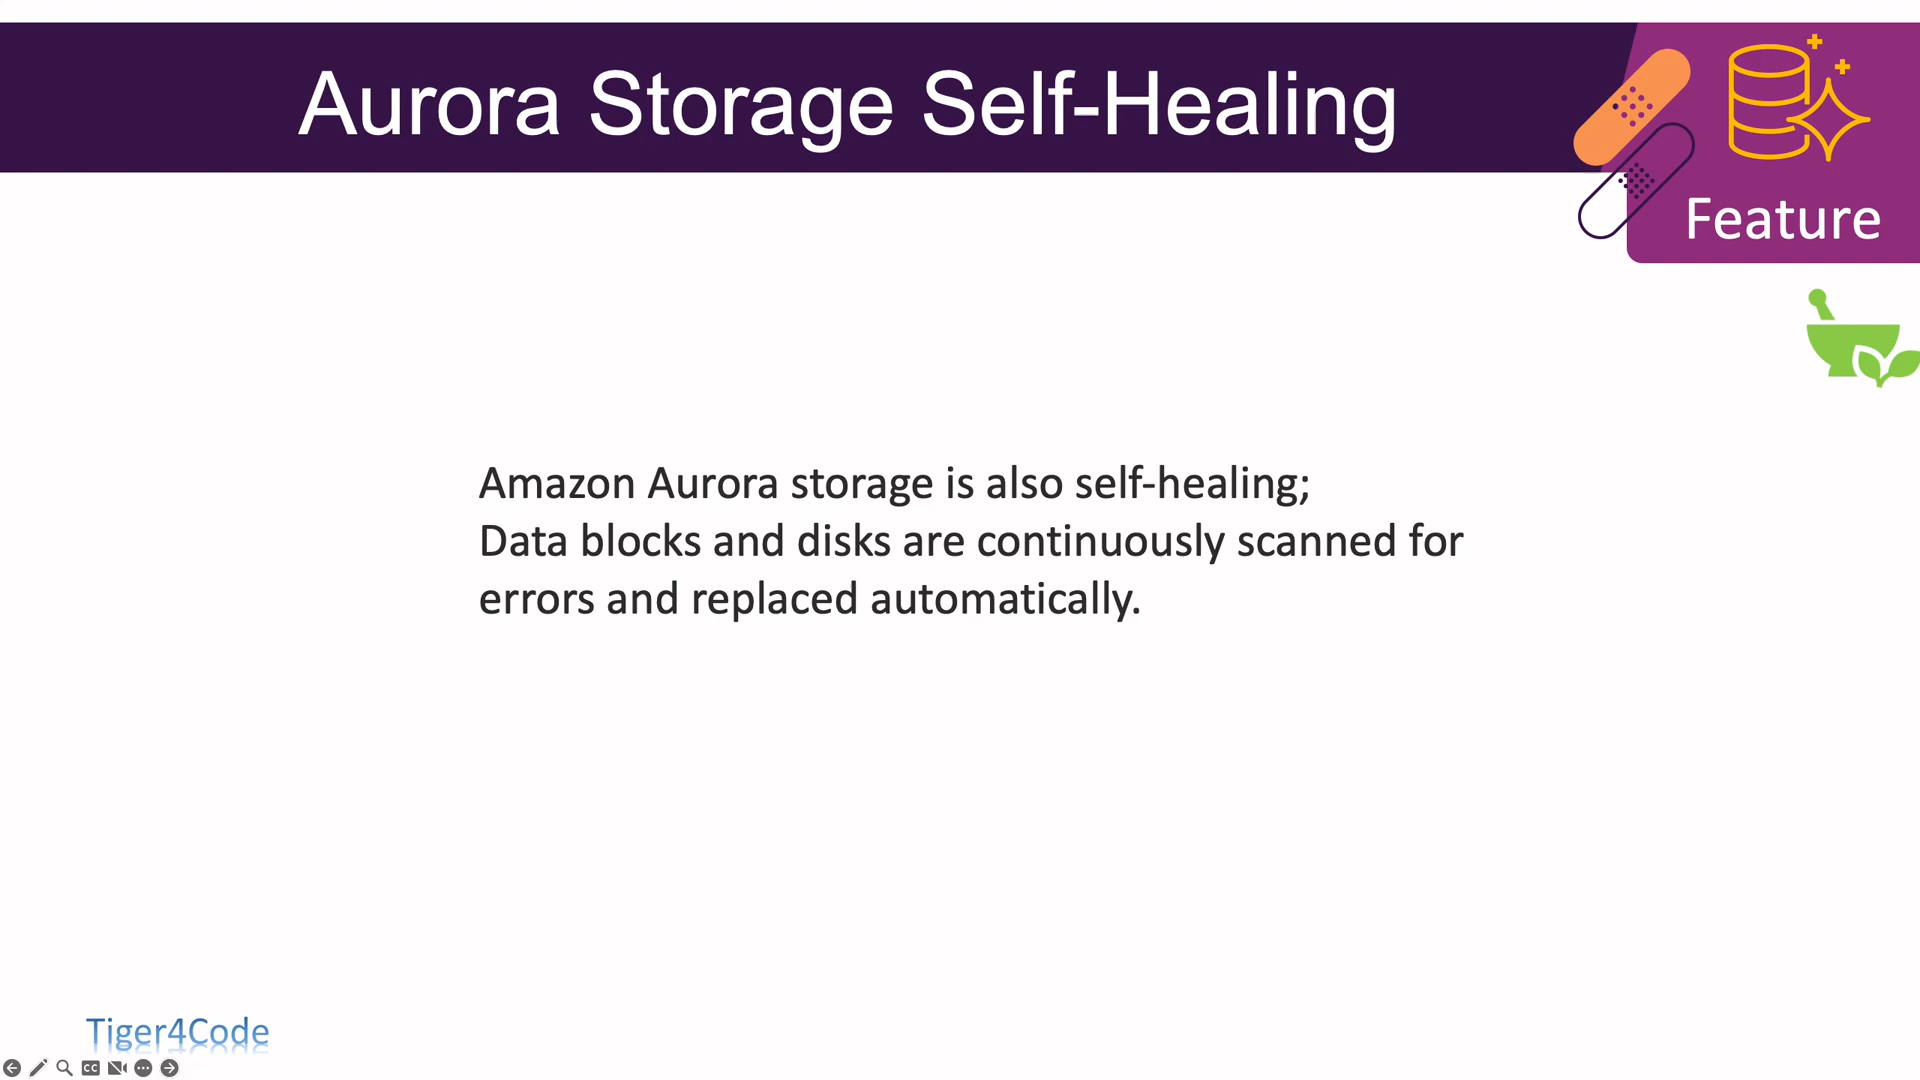 Aurora Storage Self-Healing
Feature
Amazon Aurora storage is also self-healing;
Data blocks and disks are continuously scanned for
errors and replaced automatically.
Tiger4Code
CC